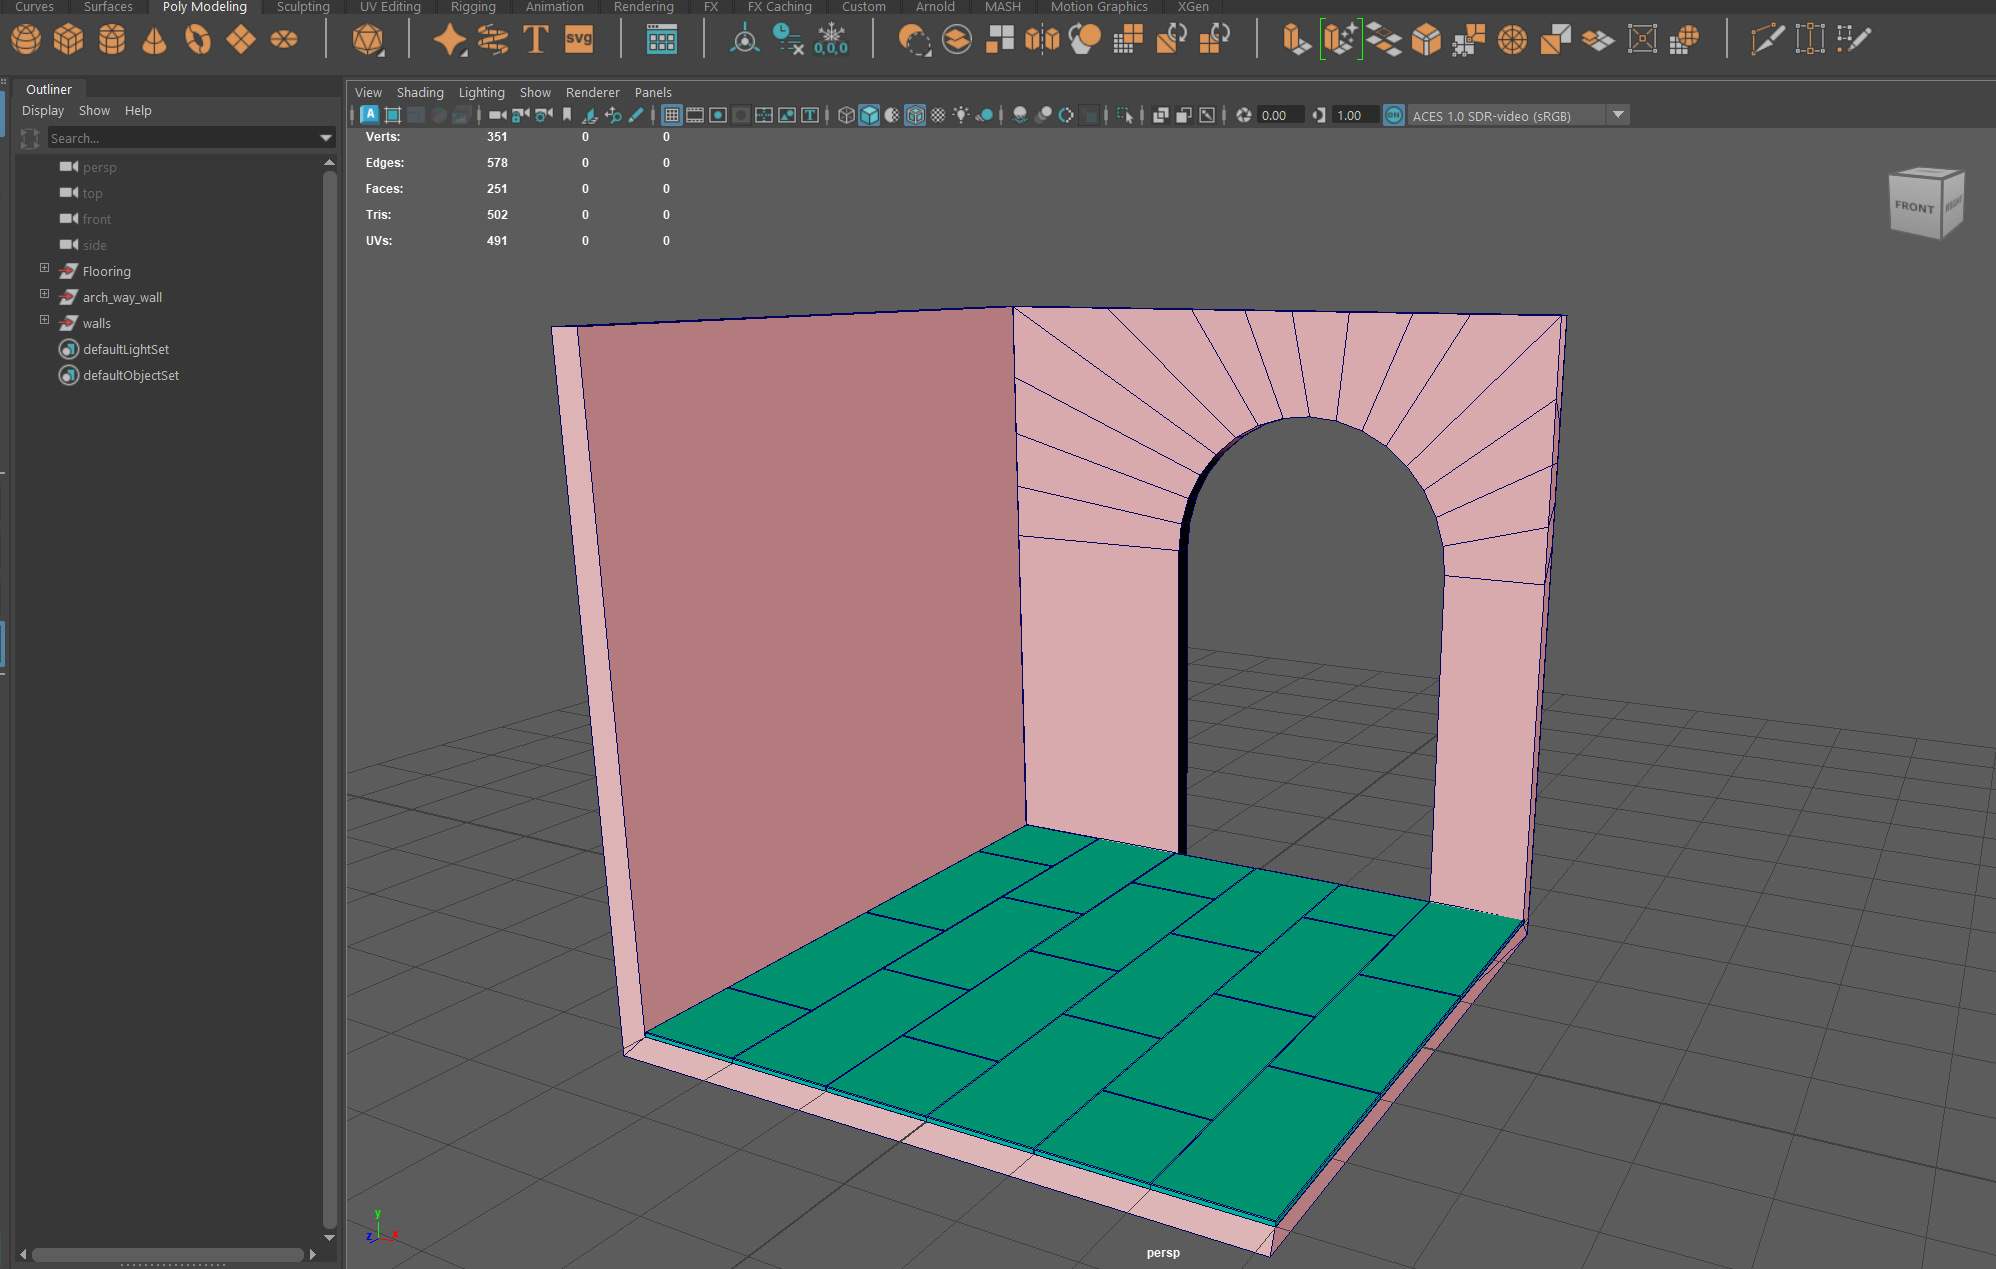 Curves Surfaces Poly Modeling Sculpting UV Editing Rigging Animation Rendering FX FX Caching Custom Arnold MASH Motion Graphics XGen
T svg 0,0,0
Outliner
Display Show Help
Search...
persp
top
front
side
Flooring
arch_way_wall
walls
defaultLightSet
defaultObjectSet
View Shading Lighting Show Renderer Panels
A T 0.00 1.00 ON ACES 1.0 SDR-video (sRGB)
Verts: 351 0 0
Edges: 578 0 0
Faces: 251 0 0
Tris: 502 0 0
UVs: 491 0 0
FRONT RIGHT
y
z x
persp